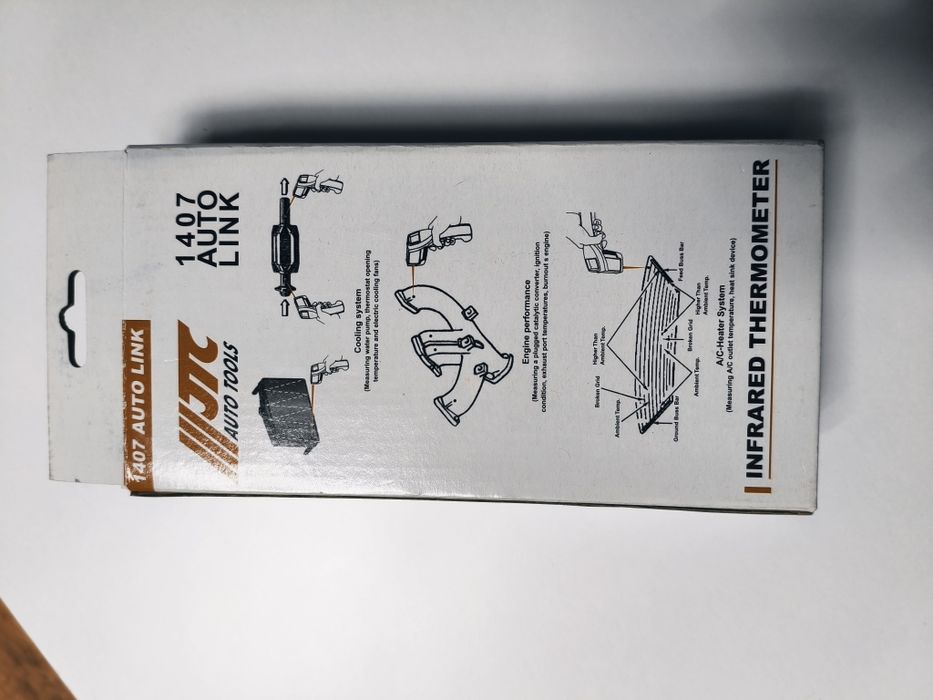 1407 AUTO LINK
JTC
AUTO TOOLS
1407
AUTO
LINK
Cooling system
(Measuring water pump, thermostat opening
temperature and electric cooling fans)
Engine performance
(Measuring a plugged catalytic converter, ignition
condition, exhaust port temperatures, burnout s engine)
Higher Than
Ambient Temp.
Broken Grid
Ambient Temp.
Feed Buss Bar
Higher Than
Ambient Temp.
Broken Grid
Ambient Temp.
Ground Buss Bar
A/C-Heater System
(Measuring A/C outlet temperature, heat sink device)
INFRARED THERMOMETER